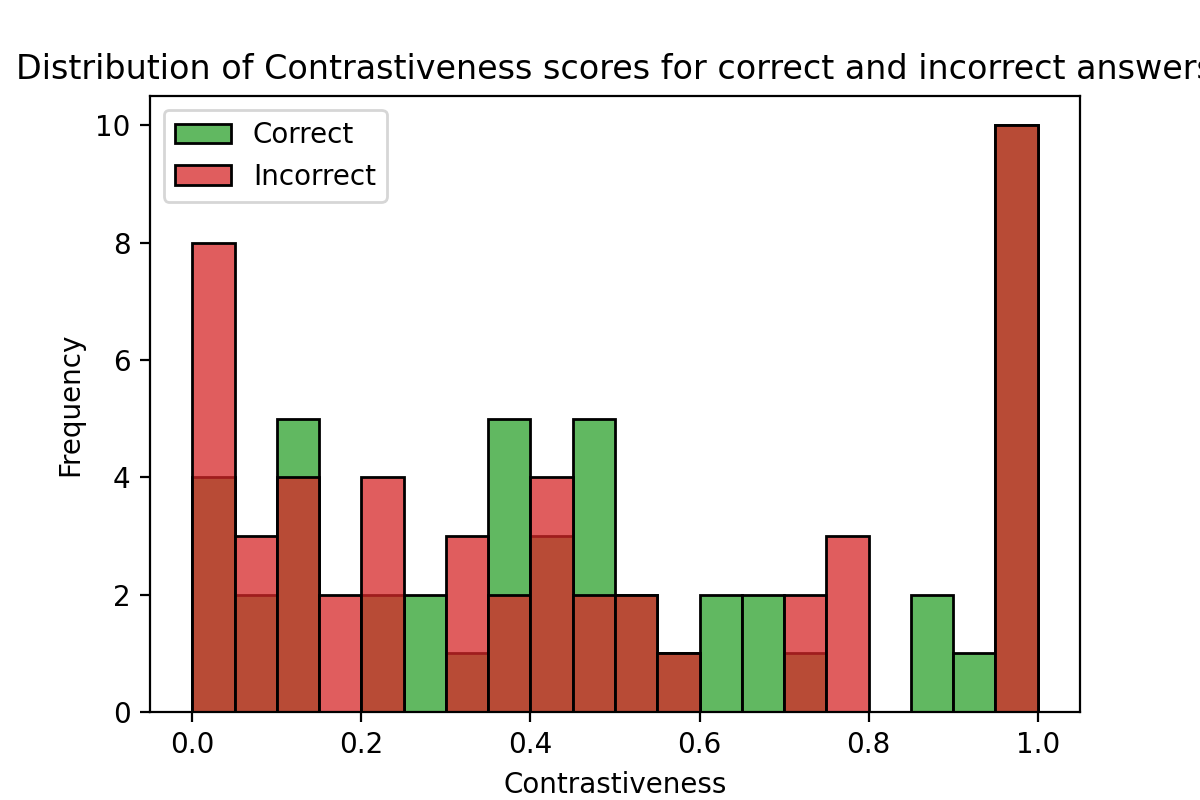 Distribution of Contrastiveness scores for correct and incorrect answers
Correct
Incorrect
10
8
6
4
2
0
Frequency
0.0 0.2 0.4 0.6 0.8 1.0
Contrastiveness